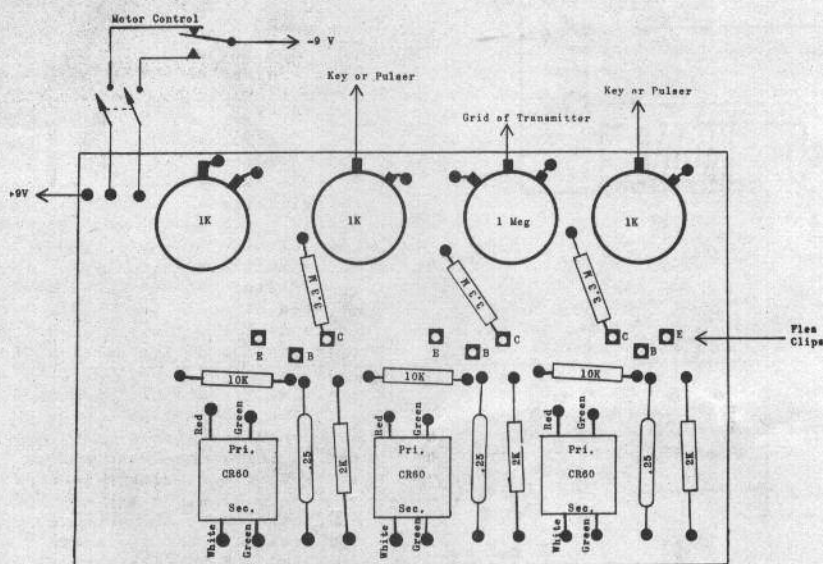 Motor Control
-9 V
Key or Pulser
Key or Pulser
Grid of Transmitter
+9V
1K
1K
1 Meg
1K
3.3 M
3.3 M
3.3 M
C
C
C
E
E
E
B
B
B
Flea
Clips
10K
10K
10K
Red
Green
Red
Green
Red
Green
Pri.
CR60
Sec.
.25
2K
Pri.
CR60
Sec.
.25
2K
Pri.
CR60
Sec.
.25
2K
White
Green
White
Green
White
Green